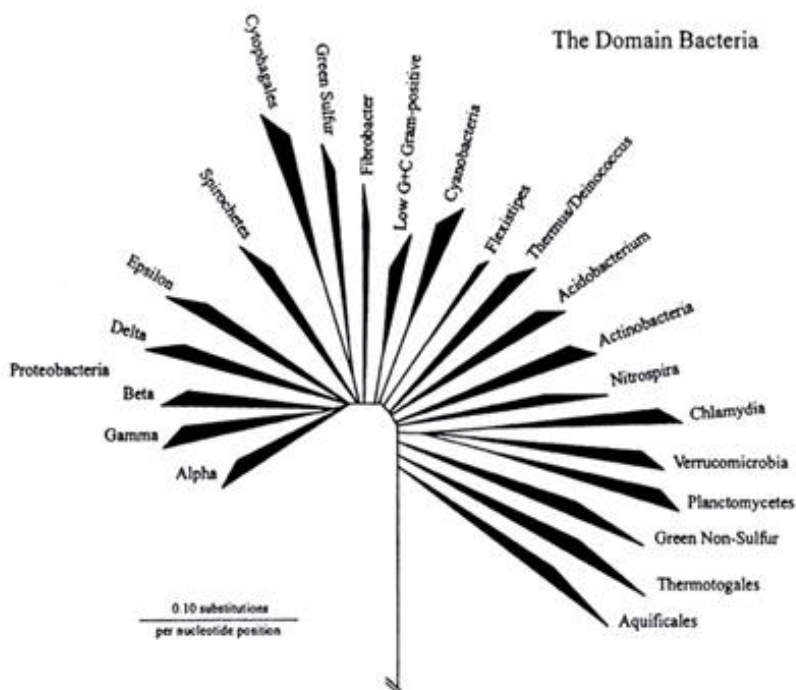 The Domain Bacteria
Cytophagales
Green Sulfur
Fibrobacter
Low G+C Gram-positive
Cyanobacteria
Flexistipes
Thermus/Deinococcus
Acidobacterium
Actinobacteria
Nitrospira
Chlamydia
Verrucomicrobia
Planctomycetes
Green Non-Sulfur
Thermotogales
Aquificales
Spirochetes
Epsilon
Delta
Proteobacteria
Beta
Gamma
Alpha
0.10 substitutions
per nucleotide position